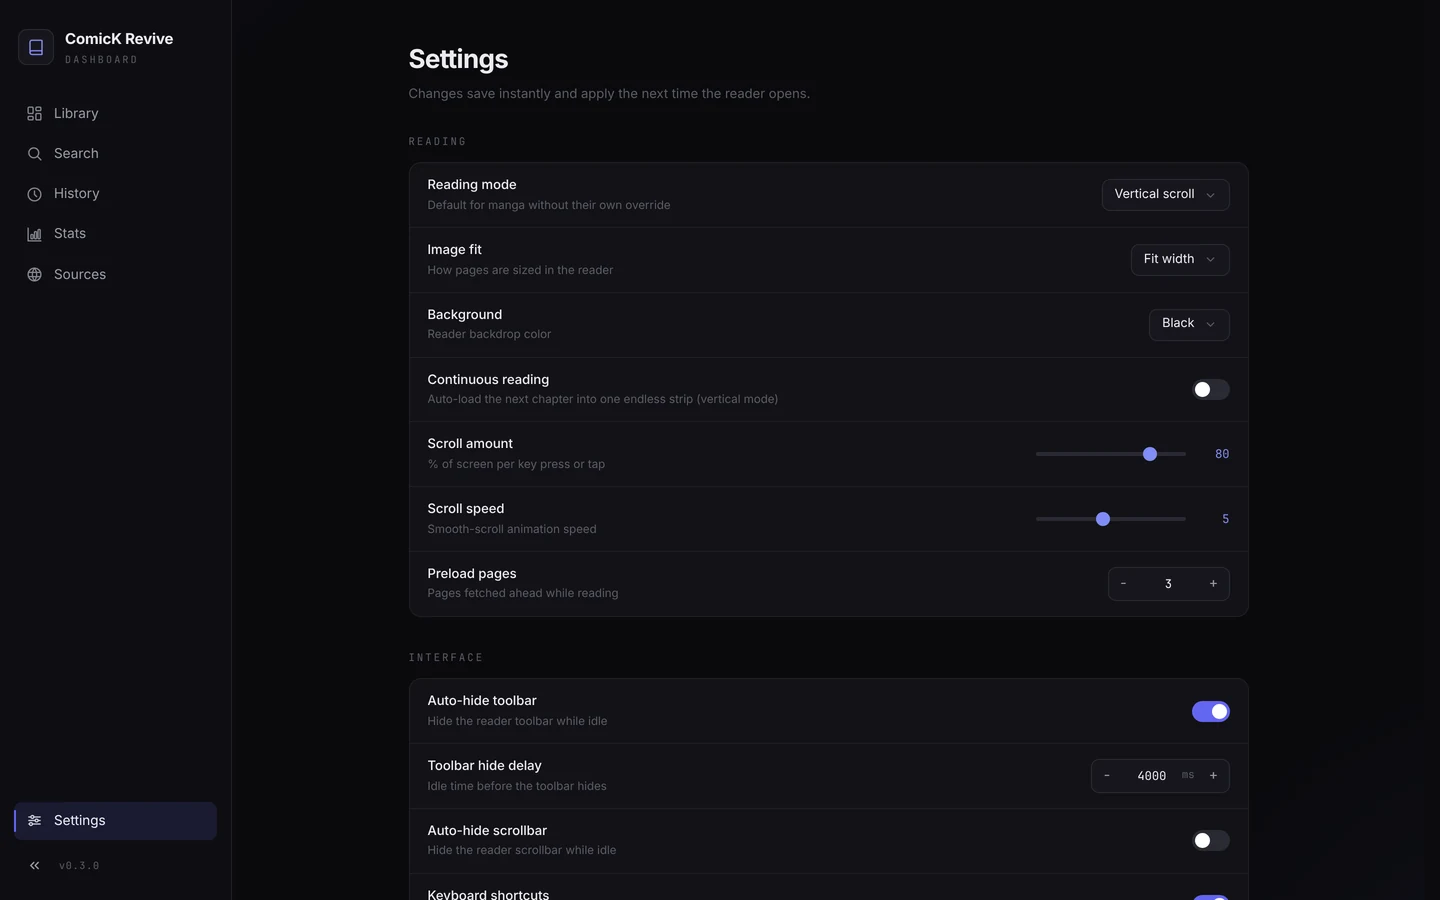 ComicK Revive
DASHBOARD
Library
Search
History
Stats
Sources
Settings
v0.3.0
Settings
Changes save instantly and apply the next time the reader opens.
READING
Reading mode
Default for manga without their own override
Vertical scroll
Image fit
How pages are sized in the reader
Fit width
Background
Reader backdrop color
Black
Continuous reading
Auto-load the next chapter into one endless strip (vertical mode)
Scroll amount
% of screen per key press or tap
80
Scroll speed
Smooth-scroll animation speed
5
Preload pages
Pages fetched ahead while reading
- 3 +
INTERFACE
Auto-hide toolbar
Hide the reader toolbar while idle
Toolbar hide delay
Idle time before the toolbar hides
- 4000 ms +
Auto-hide scrollbar
Hide the reader scrollbar while idle
Keyboard shortcuts